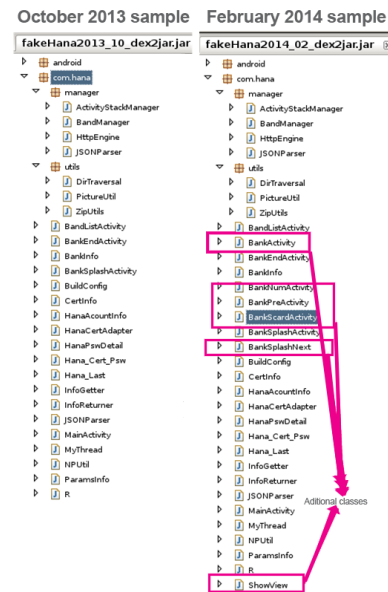 October 2013 sample
fakeHana2013_10_dex2jar.jar
android
com.hana
manager
ActivityStackManager
BandManager
HttpEngine
JSONParser
utils
DirTraversal
PictureUtil
ZipUtils
BandListActivity
BankEndActivity
BankInfo
BankSplashActivity
BuildConfig
CertInfo
HanaAcountInfo
HanaCertAdapter
HanaPswDetail
Hana_Cert_Psw
Hana_Last
InfoGetter
InfoReturner
JSONParser
MainActivity
MyThread
NPUtil
ParamsInfo
R
February 2014 sample
fakeHana2014_02_dex2jar.jar
android
com.hana
manager
ActivityStackManager
BandManager
HttpEngine
JSONParser
utils
DirTraversal
PictureUtil
ZipUtils
BandListActivity
BankActivity
BankEndActivity
BankInfo
BankNumActivity
BankPreActivity
BankScardActivity
BankSplashActivity
BankSplashNext
BuildConfig
CertInfo
HanaAcountInfo
HanaCertAdapter
HanaPswDetail
Hana_Cert_Psw
Hana_Last
InfoGetter
InfoReturner
JSONParser
MainActivity
MyThread
NPUtil
ParamsInfo
R
ShowView
Aditional classes